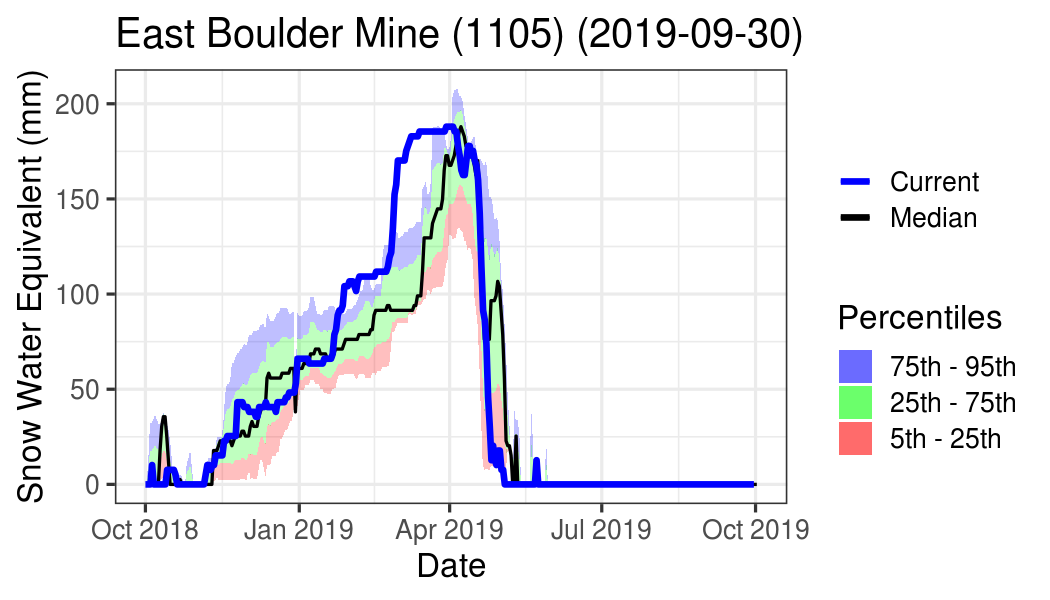 East Boulder Mine (1105) (2019-09-30)
Snow Water Equivalent (mm)
200
150
100
50
0
Oct 2018
Jan 2019
Apr 2019
Jul 2019
Oct 2019
Date
Current
Median
Percentiles
75th - 95th
25th - 75th
5th - 25th